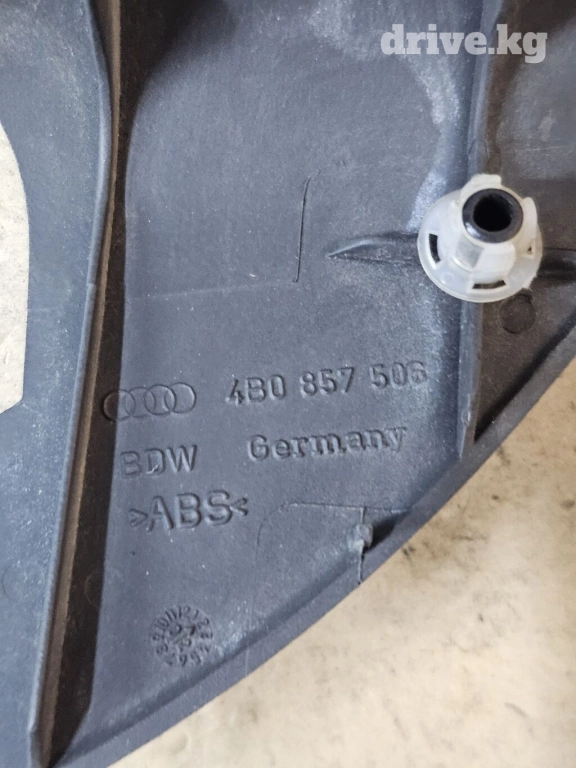 drive.kg
4B0 857 506
BDW Germany
>ABS<